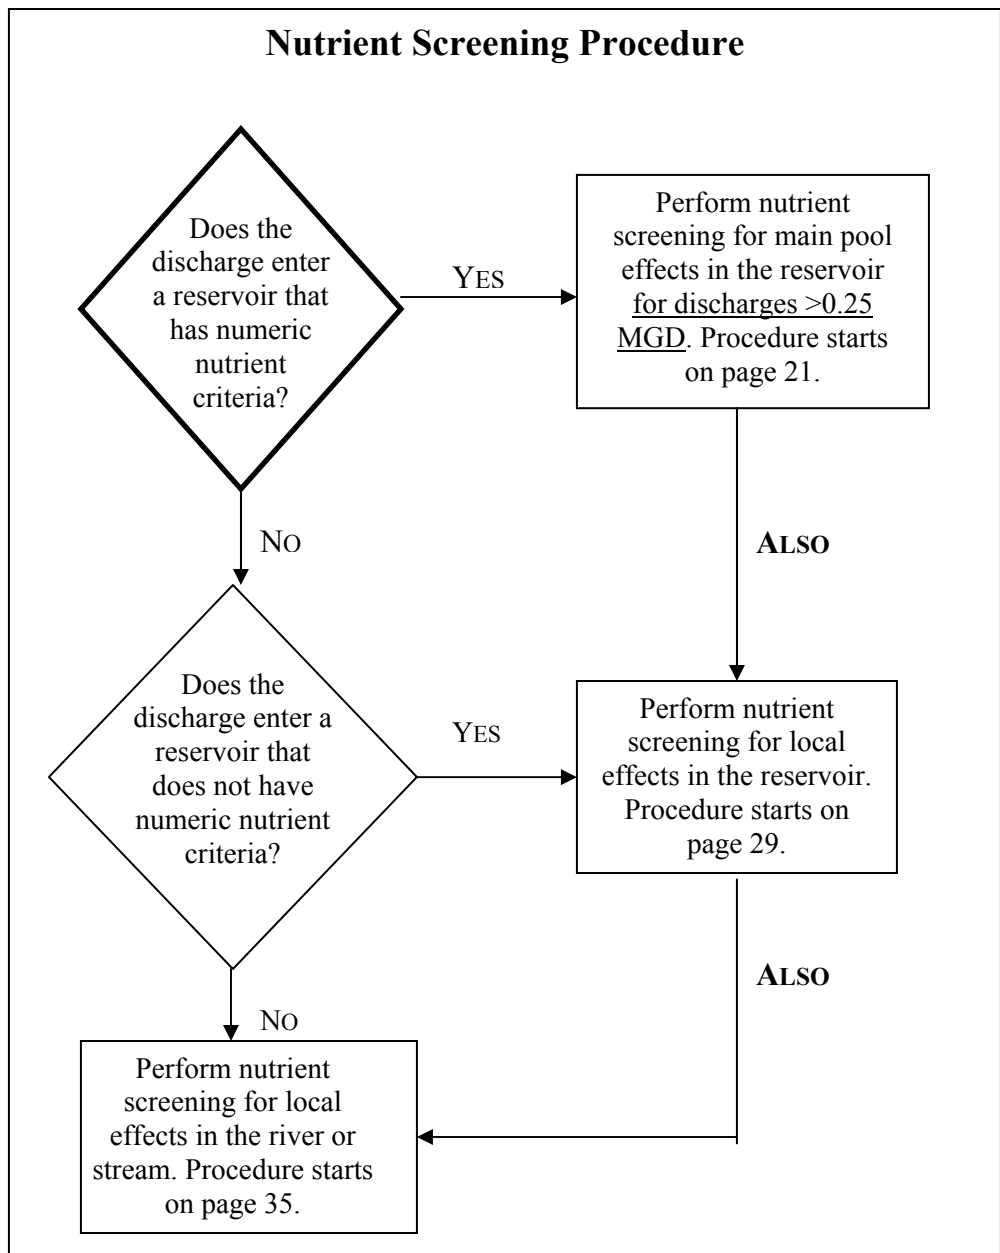 Nutrient Screening Procedure
Does the
discharge enter
a reservoir that
has numeric
nutrient
criteria?
YES
Perform nutrient
screening for main pool
effects in the reservoir
for discharges >0.25
MGD. Procedure starts
on page 21.
NO
ALSO
Does the
discharge enter a
reservoir that
does not have
numeric nutrient
criteria?
YES
Perform nutrient
screening for local
effects in the reservoir.
Procedure starts on
page 29.
ALSO
NO
Perform nutrient
screening for local
effects in the river or
stream. Procedure starts
on page 35.